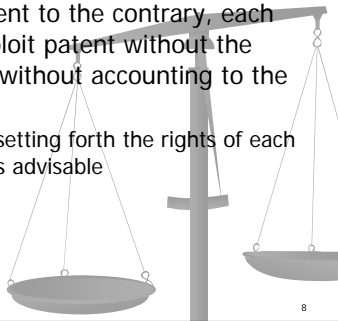 ent to the contrary, each
ploit patent without the
without accounting to the
setting forth the rights of each
s advisable
8